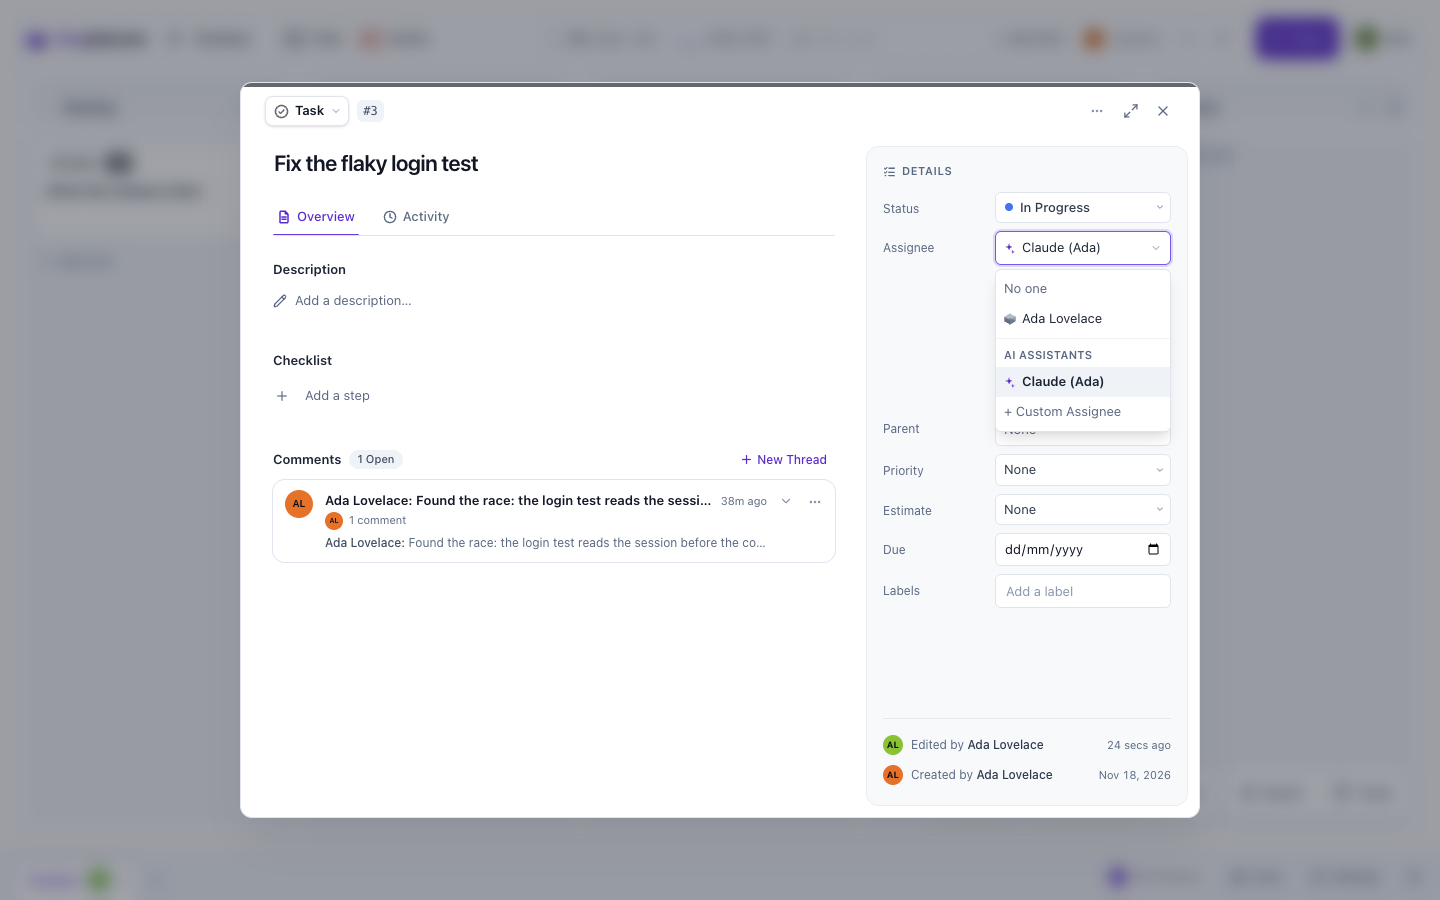 Task
#3
Fix the flaky login test
Overview
Activity
Description
Add a description...
Checklist
Add a step
Comments
1 Open
New Thread
AL
Ada Lovelace: Found the race: the login test reads the sessi...
38m ago
AL
1 comment
Ada Lovelace: Found the race: the login test reads the session before the co...
DETAILS
Status
In Progress
Assignee
Claude (Ada)
No one
Ada Lovelace
AI ASSISTANTS
Claude (Ada)
+ Custom Assignee
Parent
None
Priority
None
Estimate
None
Due
dd/mm/yyyy
Labels
Add a label
AL
Edited by Ada Lovelace
24 secs ago
AL
Created by Ada Lovelace
Nov 18, 2026